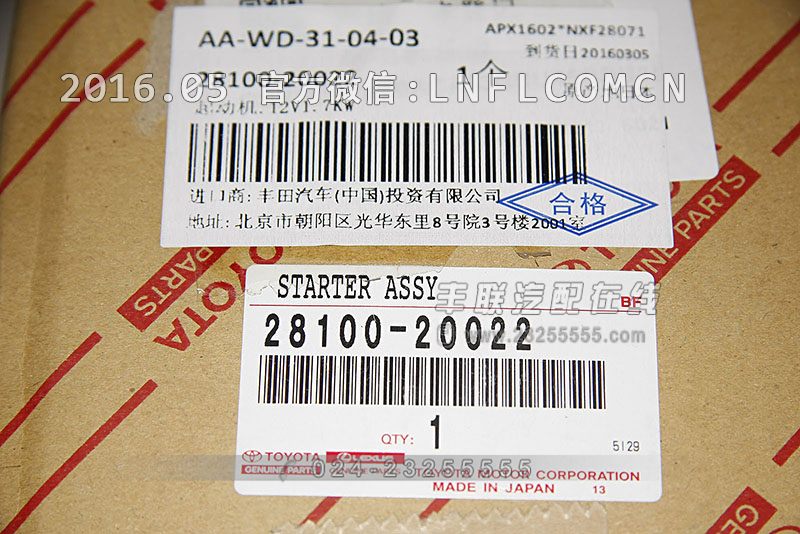 AA-WD-31-04-03
APX1602*NXF28071
到货日20160305
28100-20022
1个
2016.05 官方微信:LNFLCOMCN
起动机. 12V1.7KW
进口商: 丰田汽车(中国)投资有限公司
地址: 北京市朝阳区光华东里8号院3号楼2001室
合格
GENUINE PARTS
TOYOTA
STARTER ASSY
丰联汽配在线
BF
28100-20022
www.23255555.com
QTY: 1
5129
TOYOTA LEXUS
GENUINE PARTS
024-23255555
TOYOTA MOTOR CORPORATION
MADE IN JAPAN 13